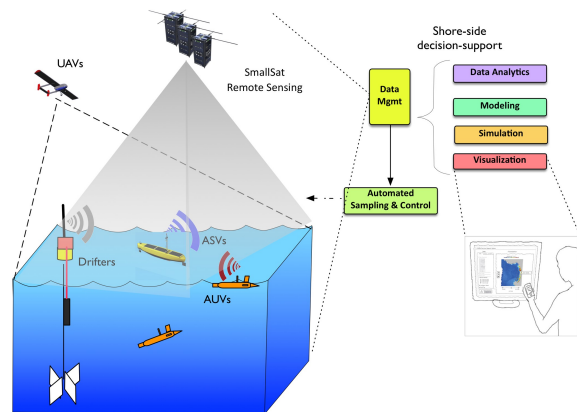 Shore-side
decision-support
UAVs
SmallSat
Remote Sensing
Data
Mgmt
Data Analytics
Modeling
Simulation
Visualization
Automated
Sampling & Control
ASVs
Drifters
AUVs